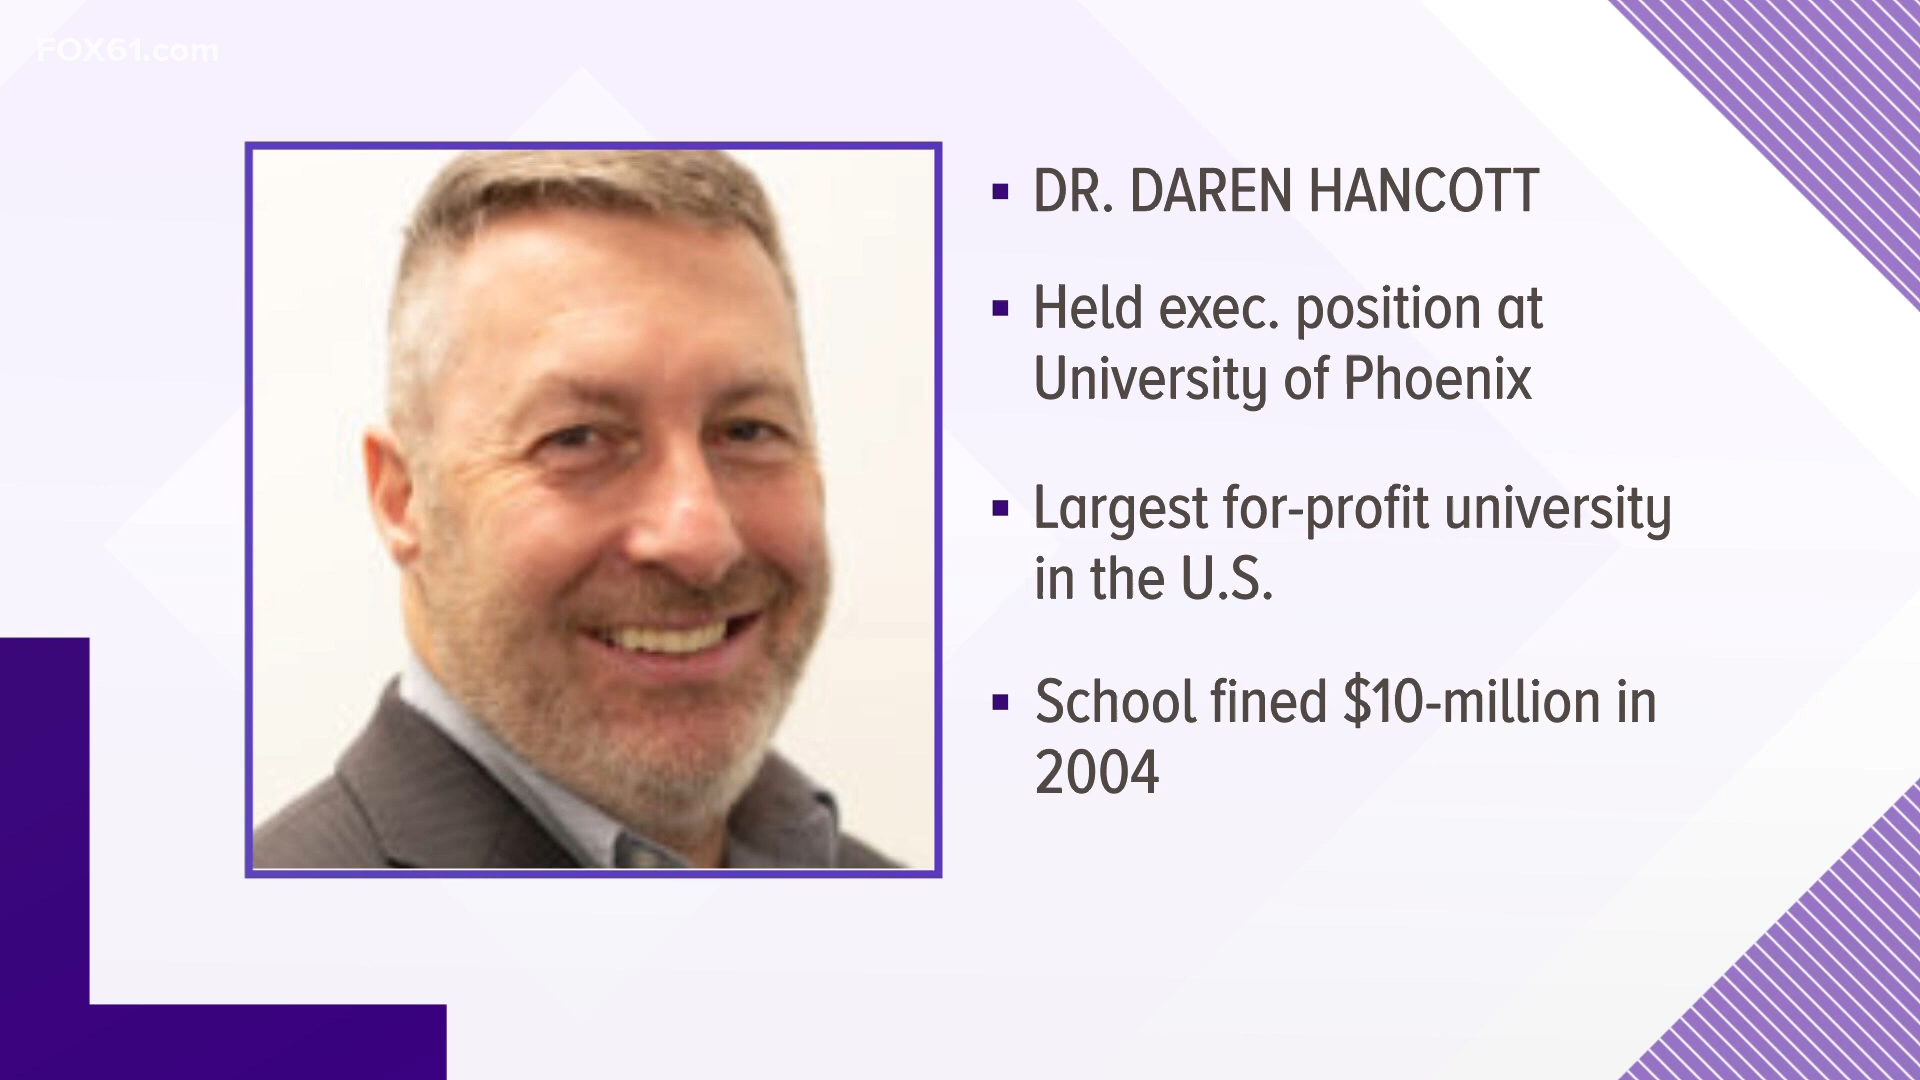 FOX61.com
DR. DAREN HANCOTT
Held exec. position at
University of Phoenix
Largest for-profit university
in the U.S.
School fined $10-million in
2004